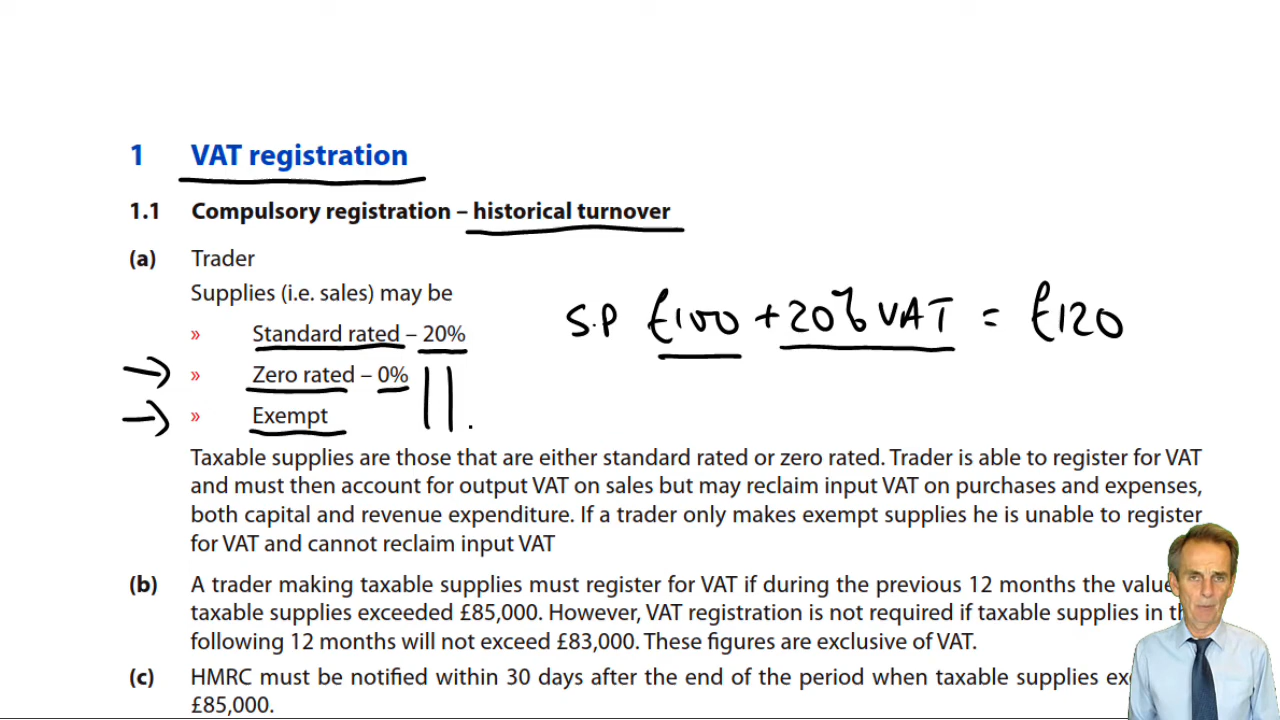 1 VAT registration
1.1 Compulsory registration – historical turnover
(a) Trader
Supplies (i.e. sales) may be
» Standard rated – 20%
S.P £100 + 20% VAT = £120
» Zero rated – 0%
» Exempt
Taxable supplies are those that are either standard rated or zero rated. Trader is able to register for VAT
and must then account for output VAT on sales but may reclaim input VAT on purchases and expenses,
both capital and revenue expenditure. If a trader only makes exempt supplies he is unable to register
for VAT and cannot reclaim input VAT
(b) A trader making taxable supplies must register for VAT if during the previous 12 months the value
taxable supplies exceeded £85,000. However, VAT registration is not required if taxable supplies in
following 12 months will not exceed £83,000. These figures are exclusive of VAT.
(c) HMRC must be notified within 30 days after the end of the period when taxable supplies
£85,000.